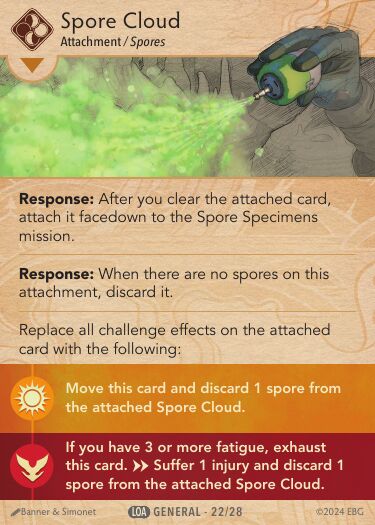 Spore Cloud
Attachment / Spores
Response: After you clear the attached card,
attach it facedown to the Spore Specimens
mission.
Response: When there are no spores on this
attachment, discard it.
Replace all challenge effects on the attached
card with the following:
Move this card and discard 1 spore from
the attached Spore Cloud.
If you have 3 or more fatigue, exhaust
this card. Suffer 1 injury and discard 1
spore from the attached Spore Cloud.
Banner & Simonet LOA GENERAL · 22/28 ©2024 EBG